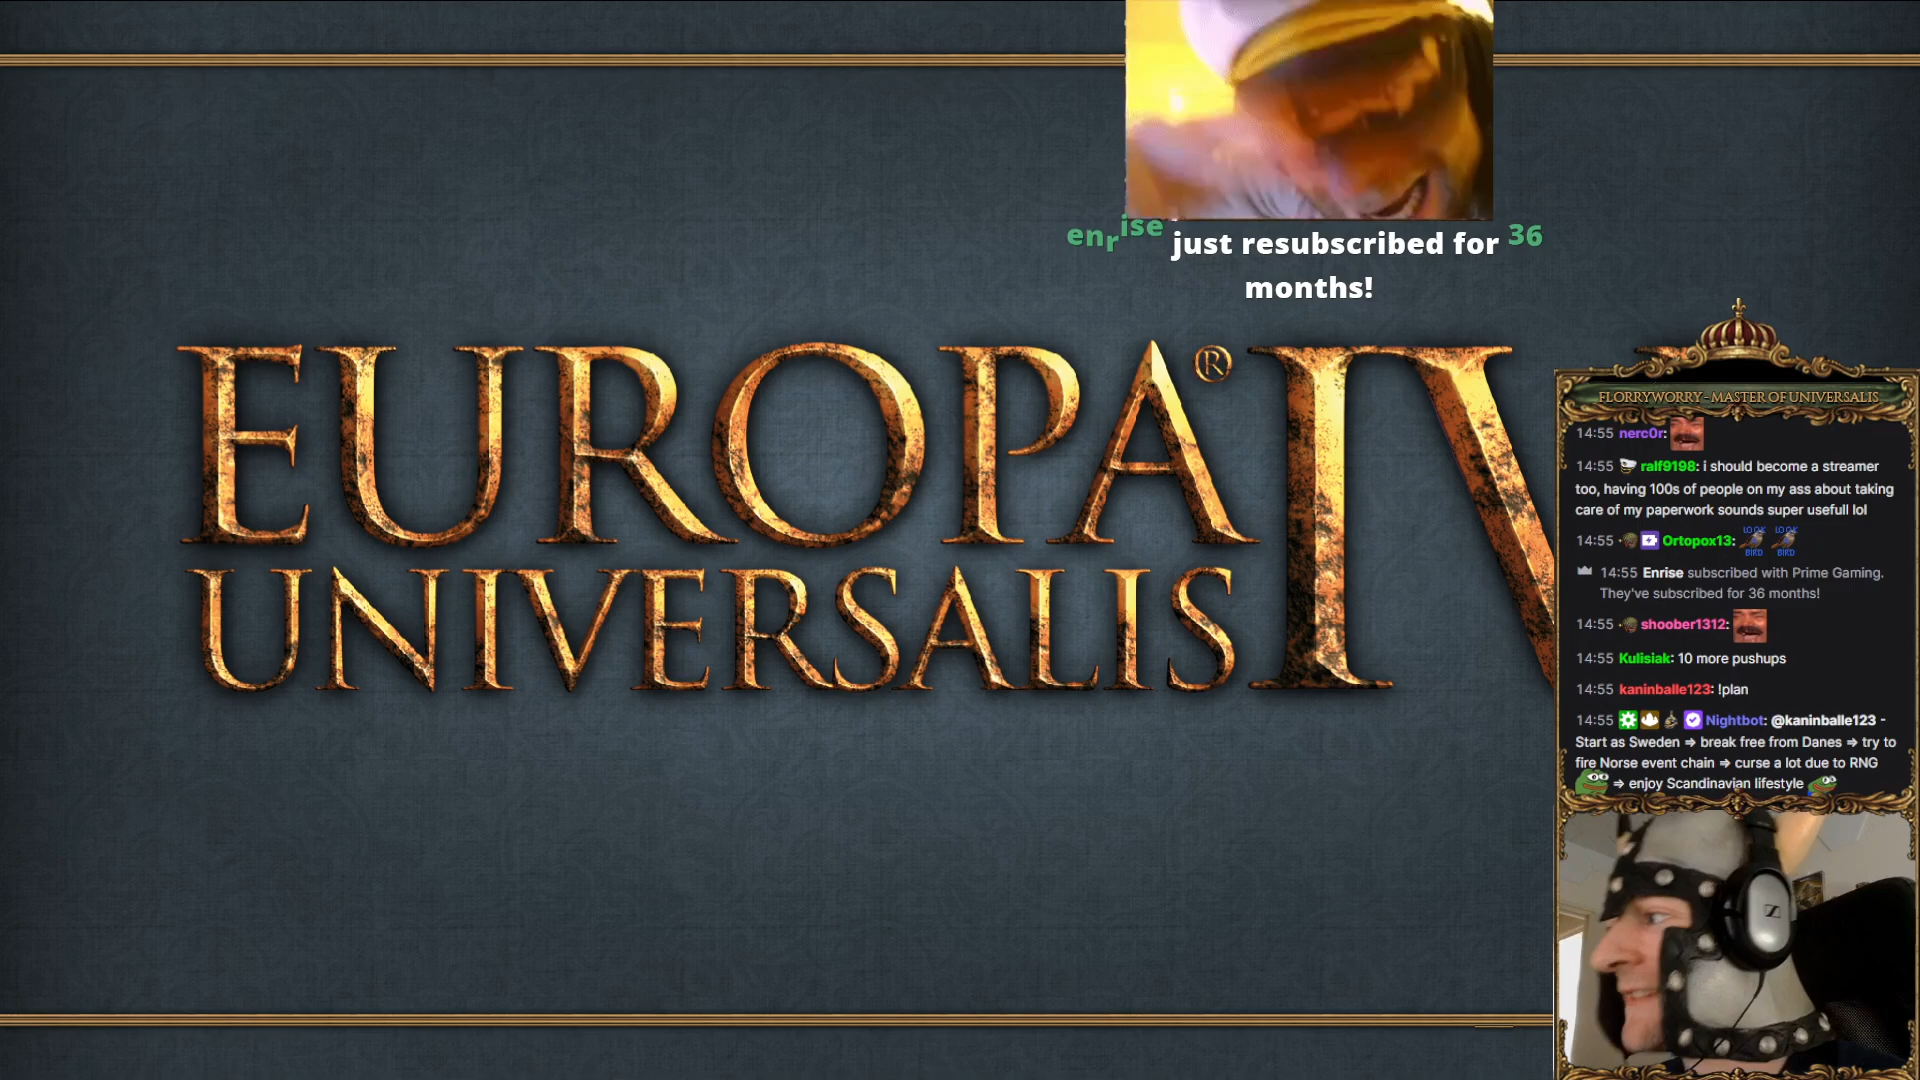 enrise just resubscribed for 36
months!
EUROPA ® IV
UNIVERSALIS
FLORRYWORRY - MASTER OF UNIVERSALIS
14:55 nerc0r:
14:55 ralf9198: i should become a streamer
too, having 100s of people on my ass about taking
care of my paperwork sounds super usefull lol
14:55 Ortopox13: LOOK BIRD LOOK BIRD
14:55 Enrise subscribed with Prime Gaming.
They've subscribed for 36 months!
14:55 shoober1312:
14:55 Kulisiak: 10 more pushups
14:55 kaninballe123: !plan
14:55 Nightbot: @kaninballe123 -
Start as Sweden ⇒ break free from Danes ⇒ try to
fire Norse event chain ⇒ curse a lot due to RNG
⇒ enjoy Scandinavian lifestyle